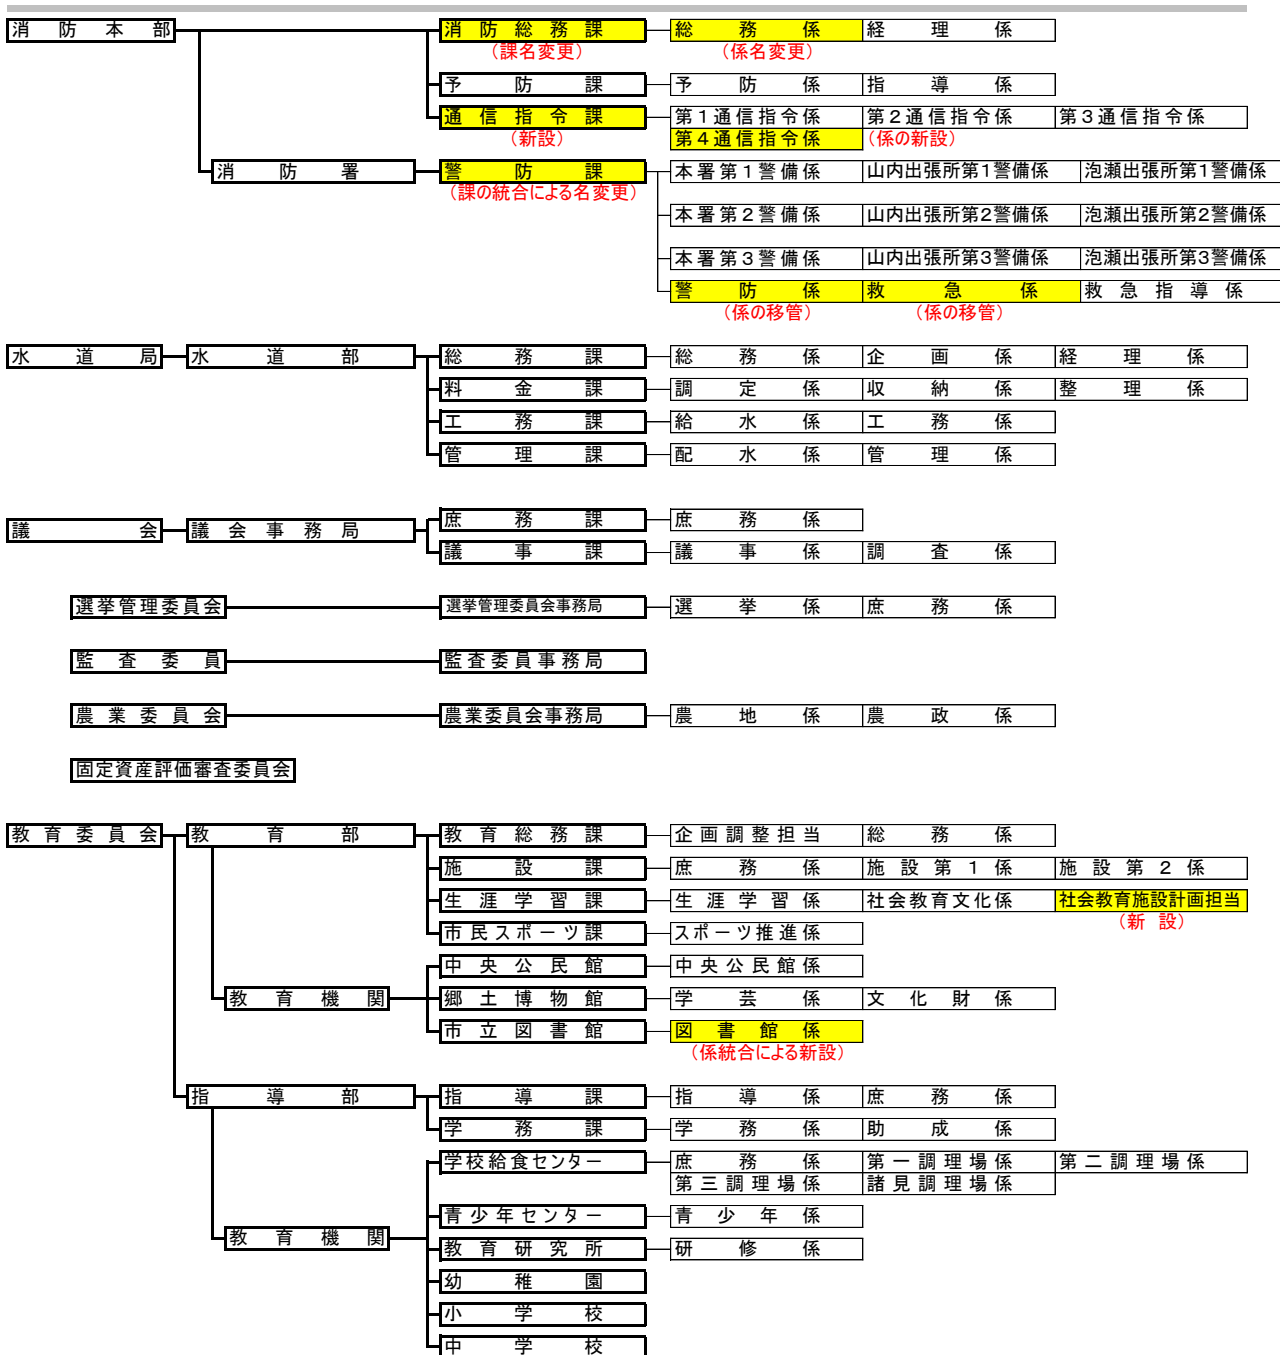 消防本部 消防総務課 総務係 経理係
（課名変更） （係名変更）
予防課 予防係 指導係
通信指令課 第1通信指令係 第2通信指令係 第3通信指令係
（新設） 第4通信指令係 （係の新設）
消防署 警防課 本署第1警備係 山内出張所第1警備係 泡瀬出張所第1警備係
（課の統合による名変更）
本署第2警備係 山内出張所第2警備係 泡瀬出張所第2警備係
本署第3警備係 山内出張所第3警備係 泡瀬出張所第3警備係
警防係 救急係 救急指導係
（係の移管） （係の移管）
水道局 水道部 総務課 総務係 企画係 経理係
料金課 調定係 収納係 整理係
工務課 給水係 工務係
管理課 配水係 管理係
庶務課 庶務係
議会 議会事務局
議事課 議事係 調査係
選挙管理委員会 選挙管理委員会事務局 選挙係 庶務係
監査委員 監査委員事務局
農業委員会 農業委員会事務局 農地係 農政係
固定資産評価審査委員会
教育委員会 教育部 教育総務課 企画調整担当 総務係
施設課 庶務係 施設第1係 施設第2係
生涯学習課 生涯学習係 社会教育文化係 社会教育施設計画担当
（新 設）
市民スポーツ課 スポーツ推進係
中央公民館 中央公民館係
教育機関 郷土博物館 学芸係 文化財係
市立図書館 図書館係
（係統合による新設）
指導部 指導課 指導係 庶務係
学務課 学務係 助成係
学校給食センター 庶務係 第一調理場係 第二調理場係
第三調理場係 諸見調理場係
青少年センター 青少年係
教育機関 教育研究所 研修係
幼稚園
小学校
中学校